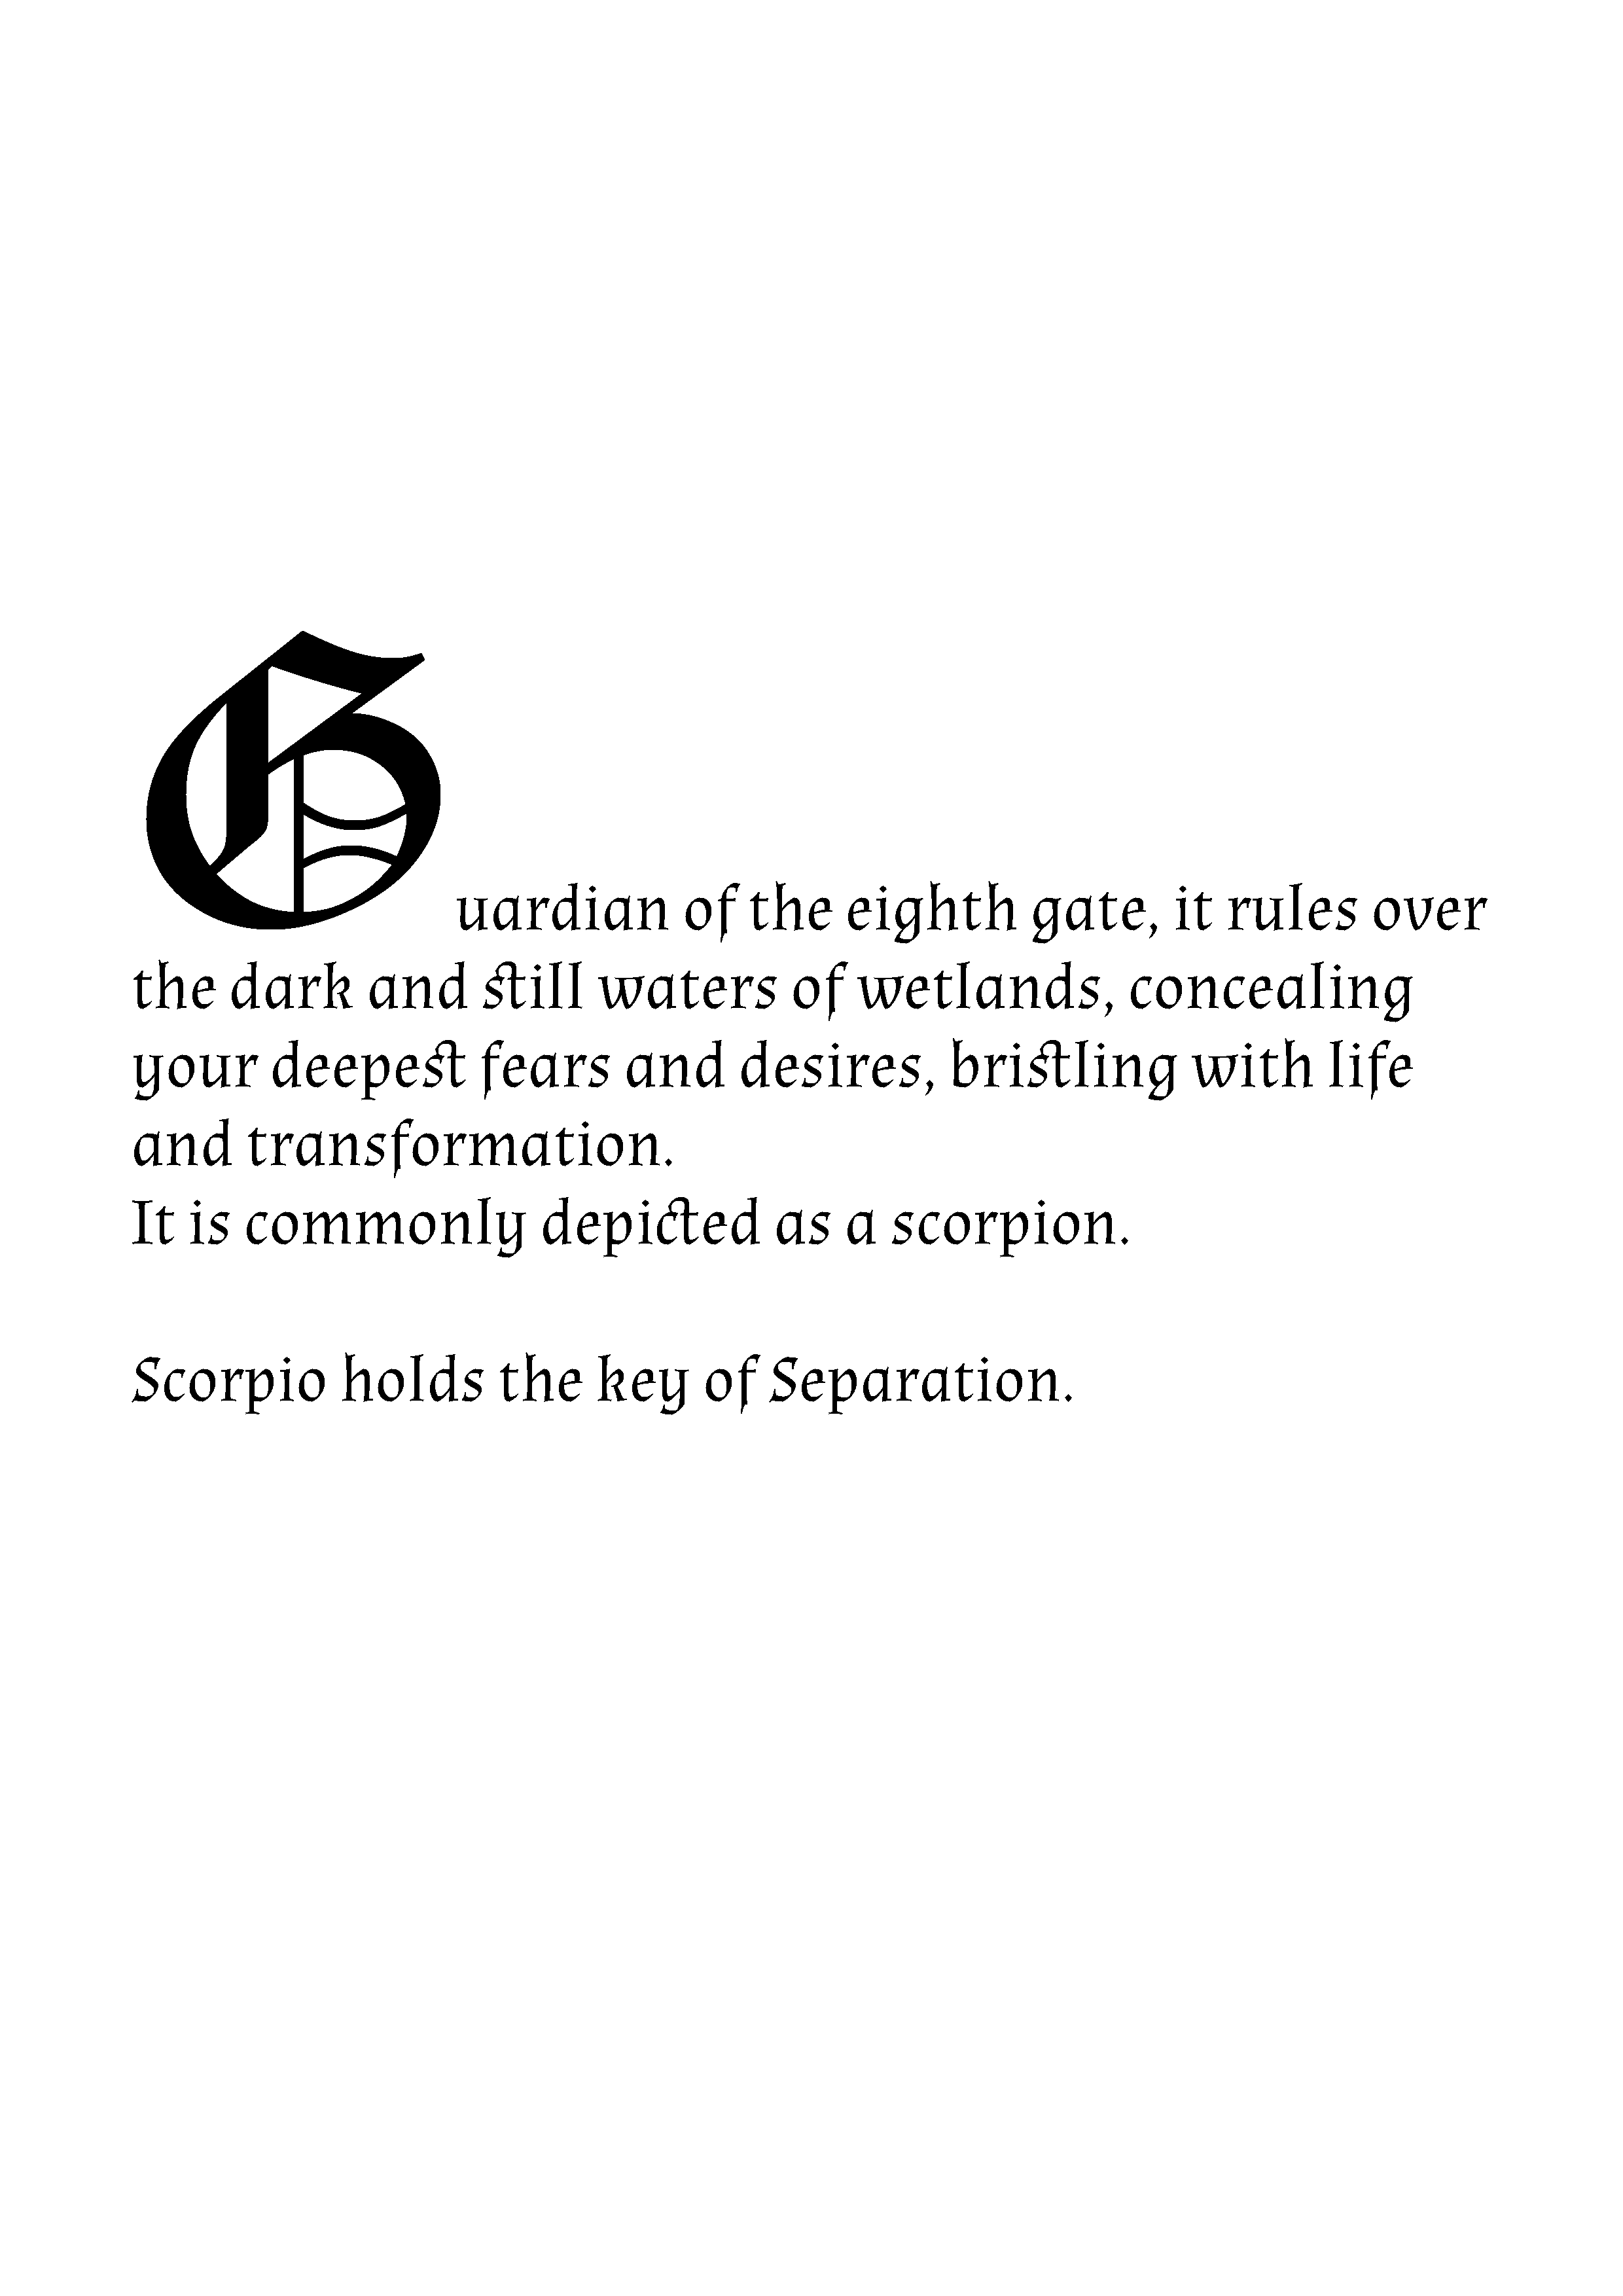 Guardian of the eighth gate, it rules over
the dark and still waters of wetlands, concealing
your deepest fears and desires, bristling with life
and transformation.
It is commonly depicted as a scorpion.
Scorpio holds the key of Separation.